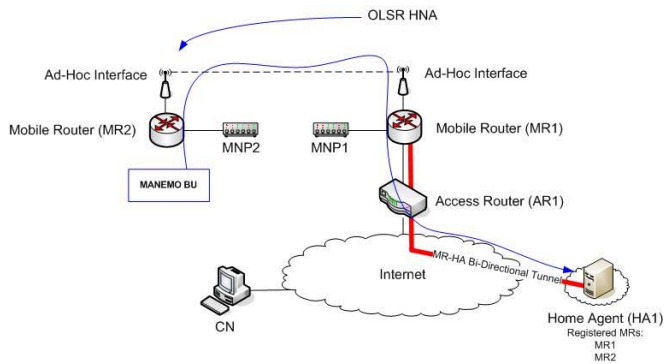 OLSR HNA
Ad-Hoc Interface
Ad-Hoc Interface
Mobile Router (MR2)
MNP2
MNP1
Mobile Router (MR1)
MANEMO BU
Access Router (AR1)
Internet
MR-HA Bi-Directional Tunnel
CN
Home Agent (HA1)
Registered MRs:
MR1
MR2